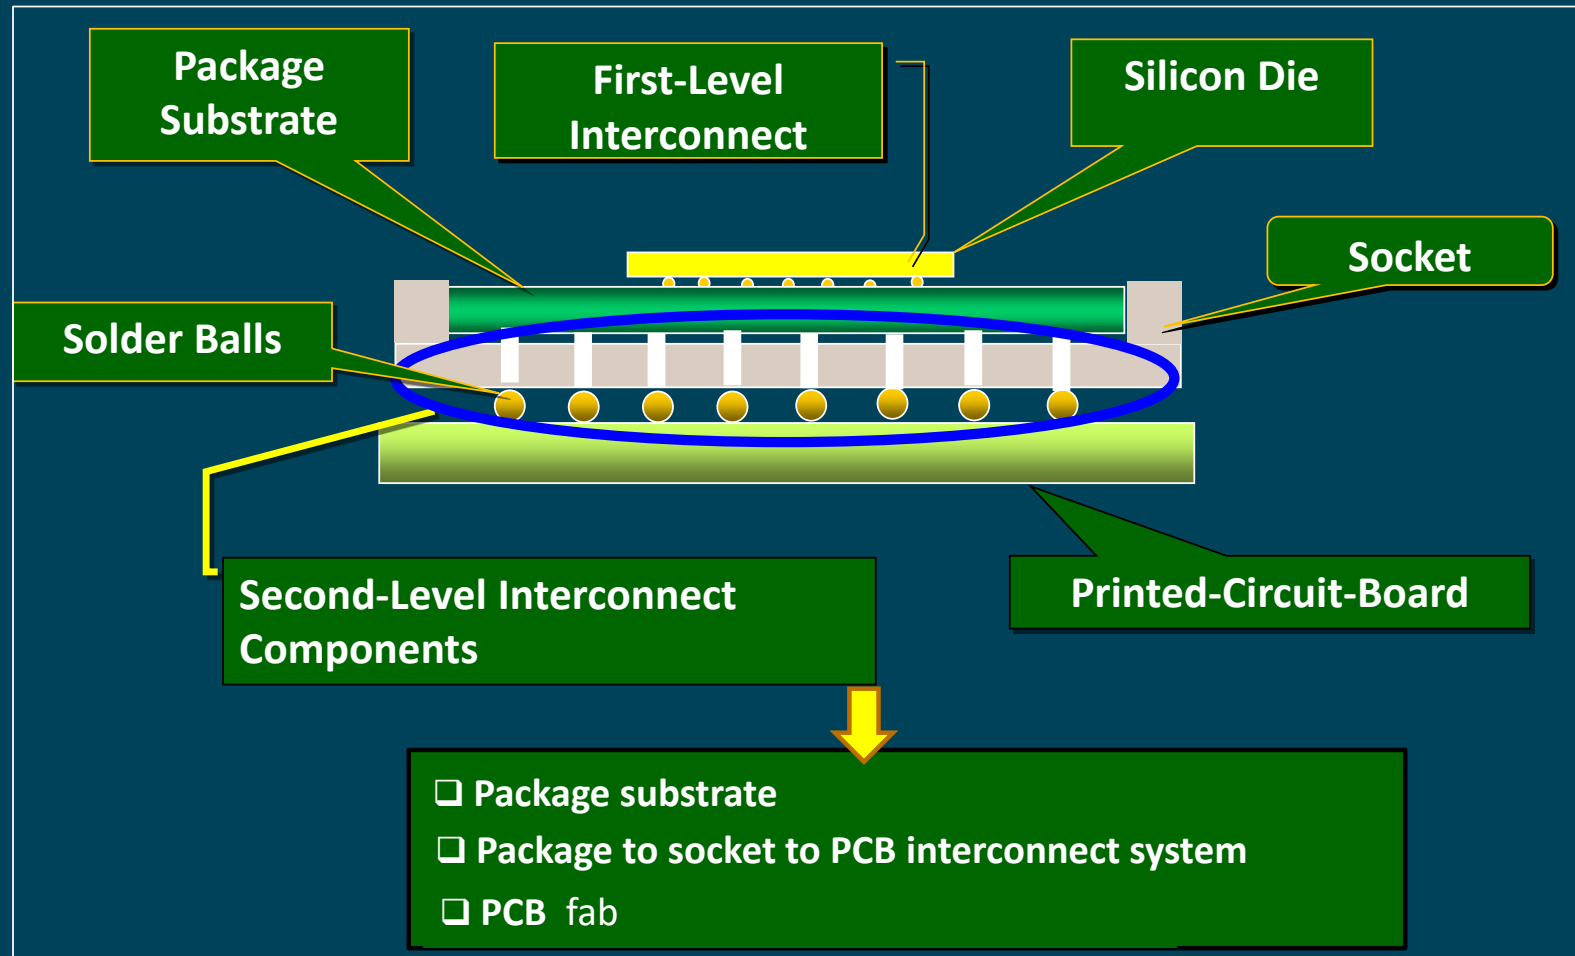 Package
Substrate
First-Level
Interconnect
Silicon Die
Socket
Solder Balls
Second-Level Interconnect
Components
Printed-Circuit-Board
❑ Package substrate
❑ Package to socket to PCB interconnect system
❑ PCB fab